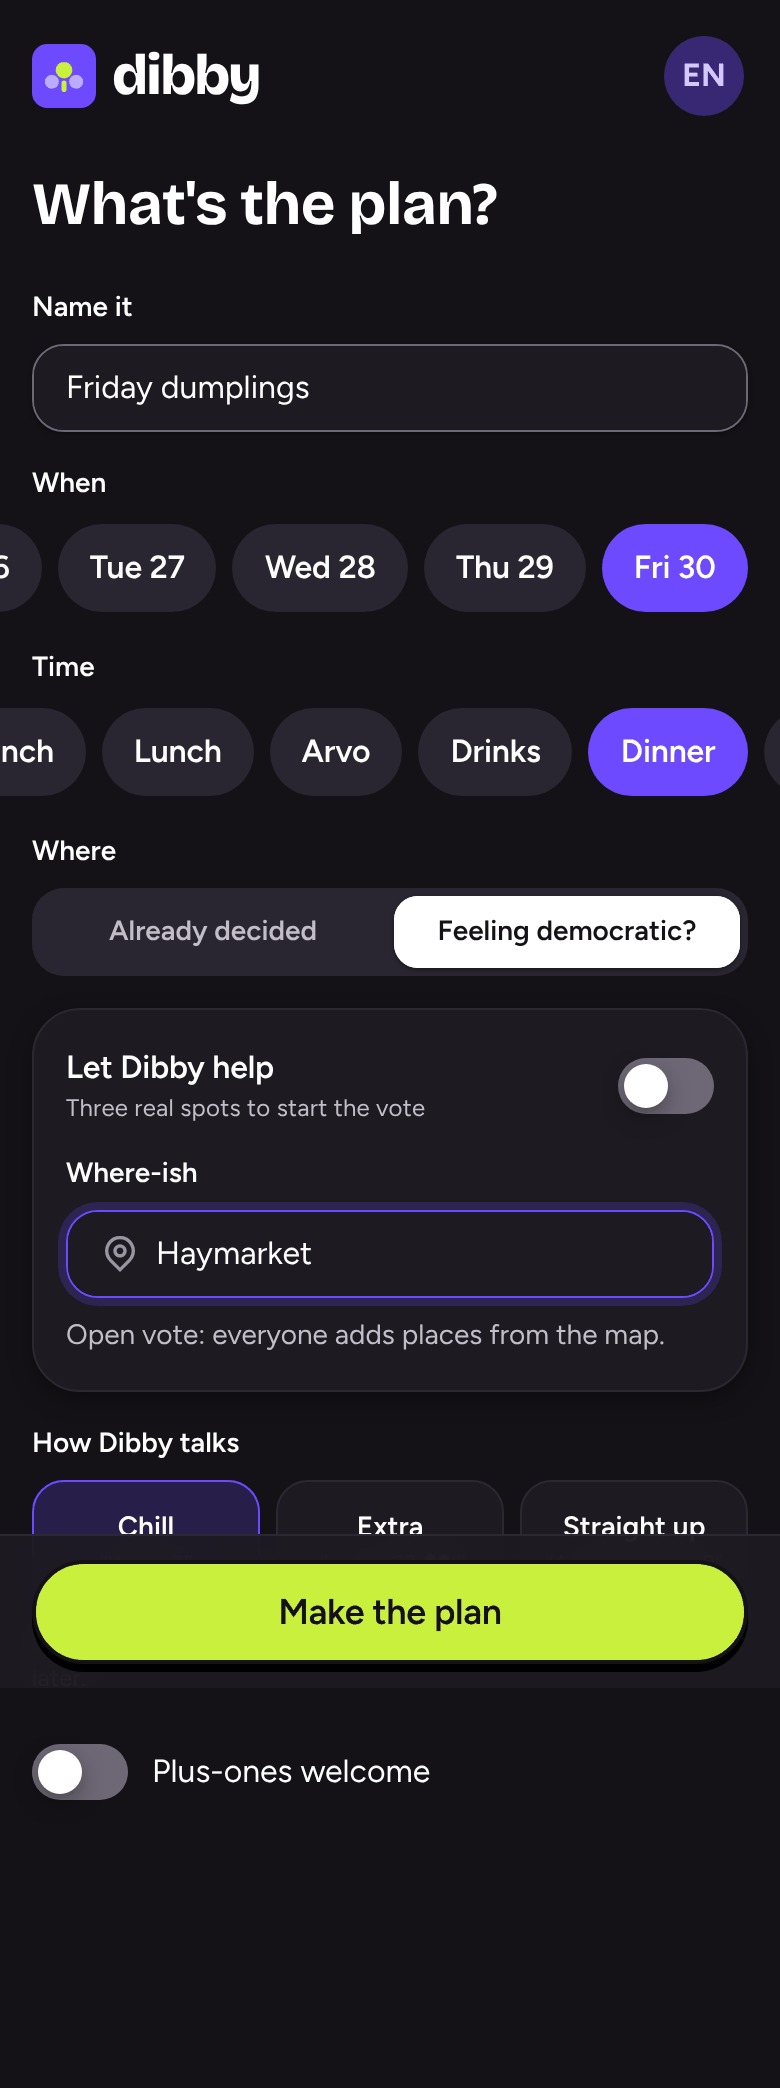 dibby
EN
What's the plan?
Name it
Friday dumplings
When
6 Tue 27 Wed 28 Thu 29 Fri 30
Time
nch Lunch Arvo Drinks Dinner
Where
Already decided Feeling democratic?
Let Dibby help
Three real spots to start the vote
Where-ish
Haymarket
Open vote: everyone adds places from the map.
How Dibby talks
Chill Extra Straight up
Make the plan
later.
Plus-ones welcome